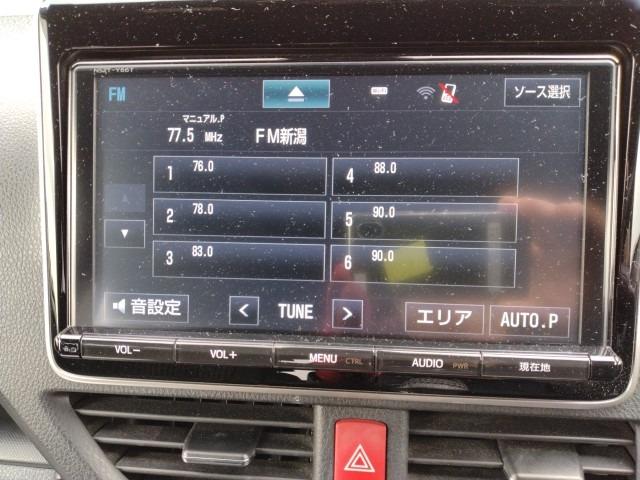 NSZT-Y66T
FM
ソース選択
マニュアル.P
77.5 MHz FM新潟
1 76.0
4 88.0
2 78.0
5 90.0
3 83.0
6 90.0
音設定
< TUNE >
エリア
AUTO.P
VOL−
VOL+
MENU CTRL
AUDIO PWR
現在地